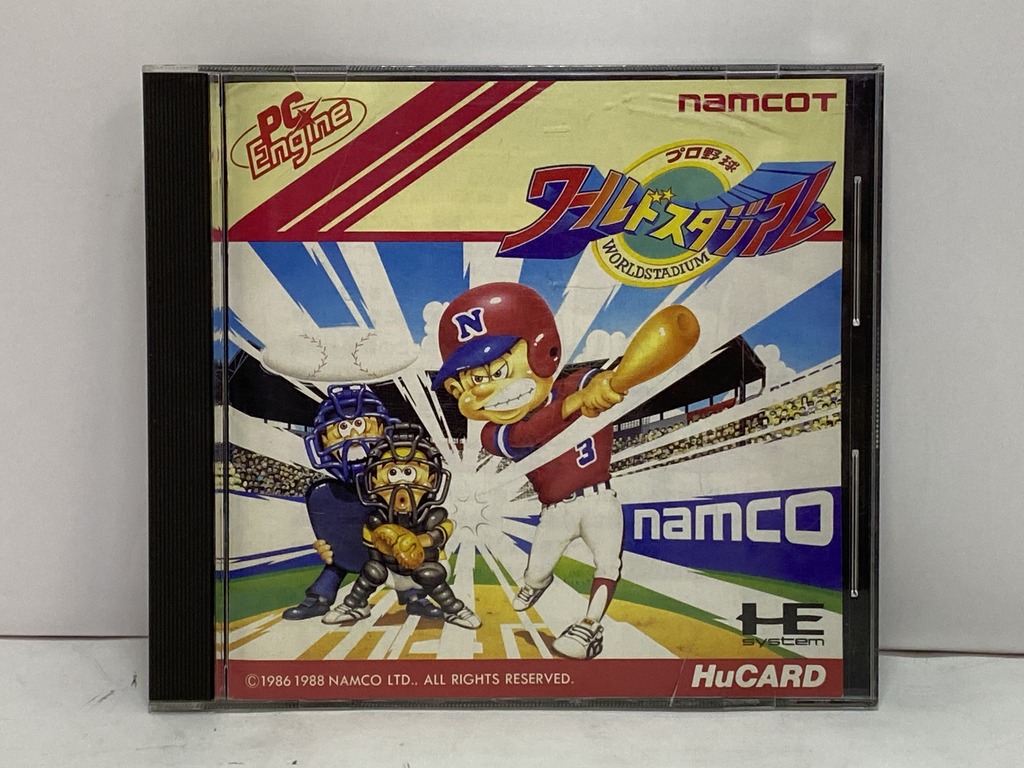 PC Engine
namcoT
プロ野球
ワールドスタジアム
WORLDSTADIUM
N
3
namco
HE
system
©1986 1988 NAMCO LTD., ALL RIGHTS RESERVED.
HuCARD